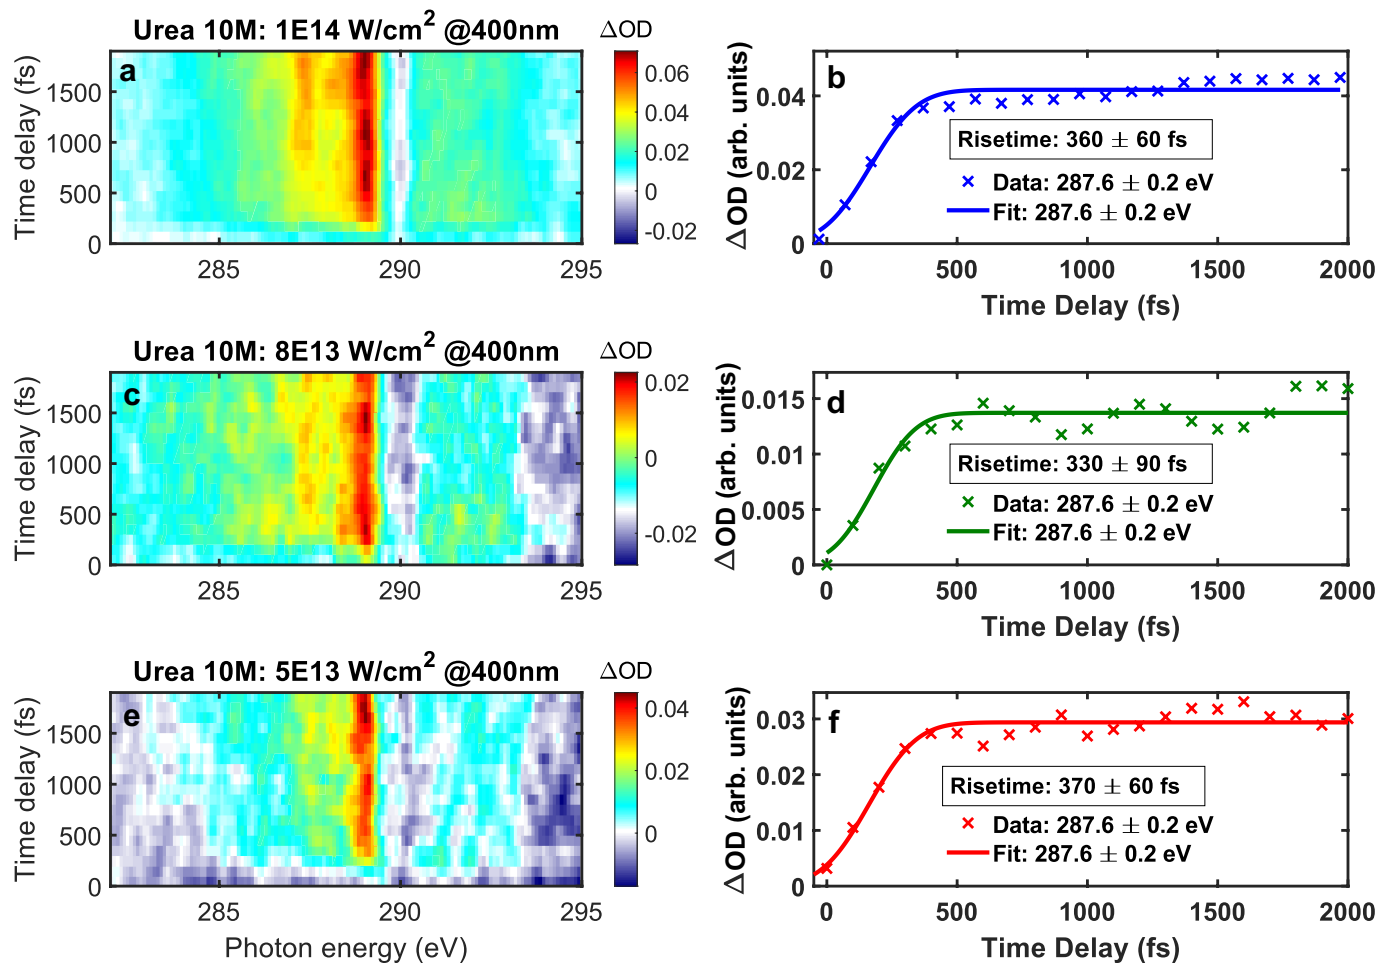 Urea 10M: 1E14 W/cm² @400nm
ΔOD
a
Time delay (fs)
1500
1000
500
0
285
290
295
0.06
0.04
0.02
0
-0.02
b
ΔOD (arb. units)
0.04
0.02
0
Risetime: 360 ± 60 fs
Data: 287.6 ± 0.2 eV
Fit: 287.6 ± 0.2 eV
0
500
1000
1500
2000
Time Delay (fs)
Urea 10M: 8E13 W/cm² @400nm
ΔOD
c
Time delay (fs)
1500
1000
500
0
285
290
295
0.02
0
-0.02
d
ΔOD (arb. units)
0.015
0.01
0.005
0
Risetime: 330 ± 90 fs
Data: 287.6 ± 0.2 eV
Fit: 287.6 ± 0.2 eV
0
500
1000
1500
2000
Time Delay (fs)
Urea 10M: 5E13 W/cm² @400nm
ΔOD
e
Time delay (fs)
1500
1000
500
0
285
290
295
Photon energy (eV)
0.04
0.02
0
f
ΔOD (arb. units)
0.03
0.02
0.01
0
Risetime: 370 ± 60 fs
Data: 287.6 ± 0.2 eV
Fit: 287.6 ± 0.2 eV
0
500
1000
1500
2000
Time Delay (fs)